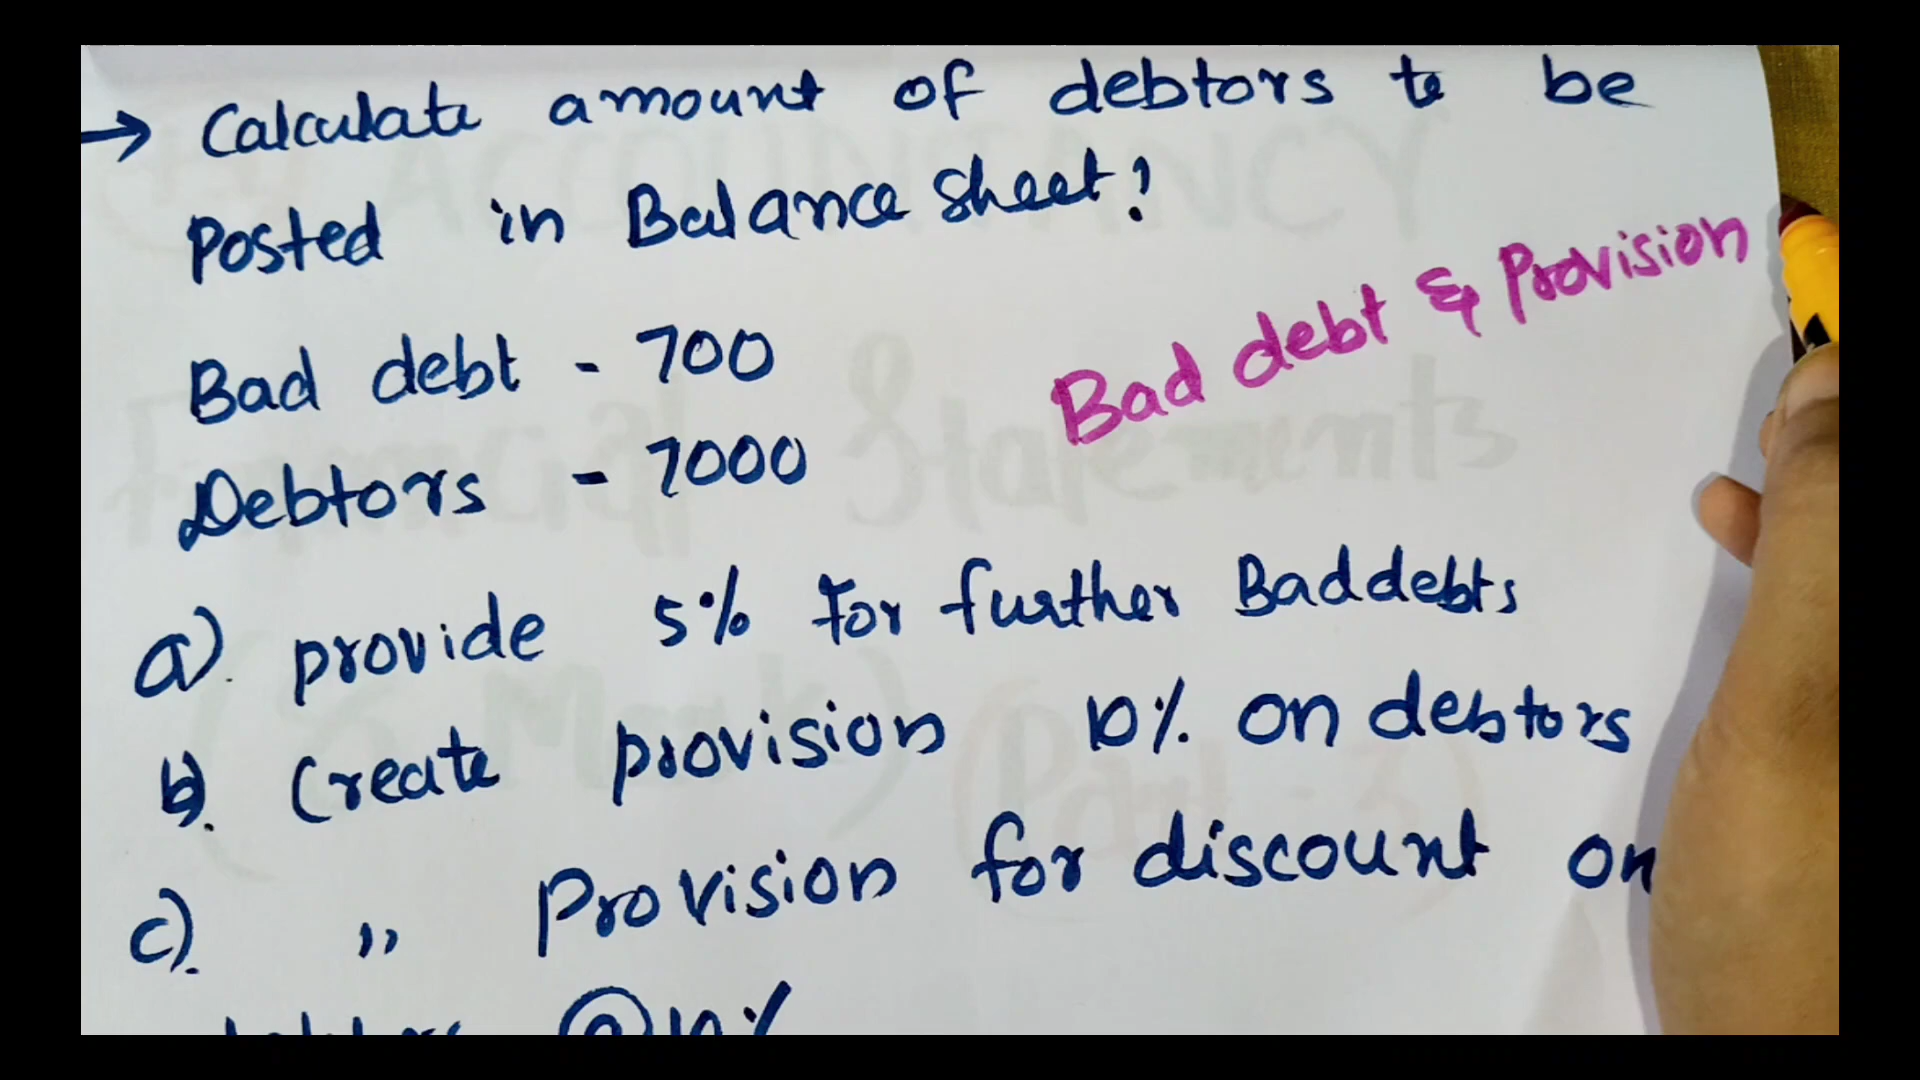 → Calculate amount of debtors to be
Posted in Balance Sheet?
Bad debt & Provision
Bad debt - 700
Debtors - 7000
a). provide 5% for further Baddebts
b). Create provision 10% on debtors
c). ,, Provision for discount on
@10%